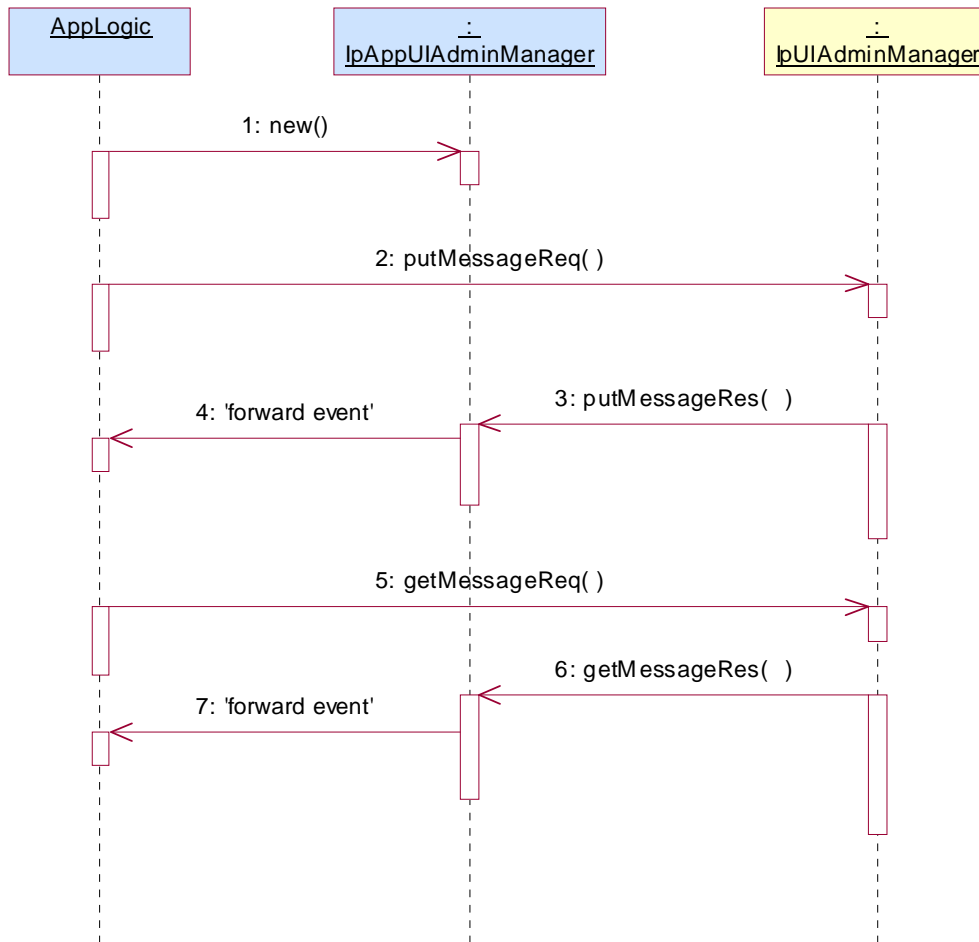 AppLogic
:
IpAppUIAdminManager
:
IpUIAdminManager
1: new()
2: putMessageReq( )
3: putMessageRes(  )
4: 'forward event'
5: getMessageReq( )
6: getMessageRes(  )
7: 'forward event'